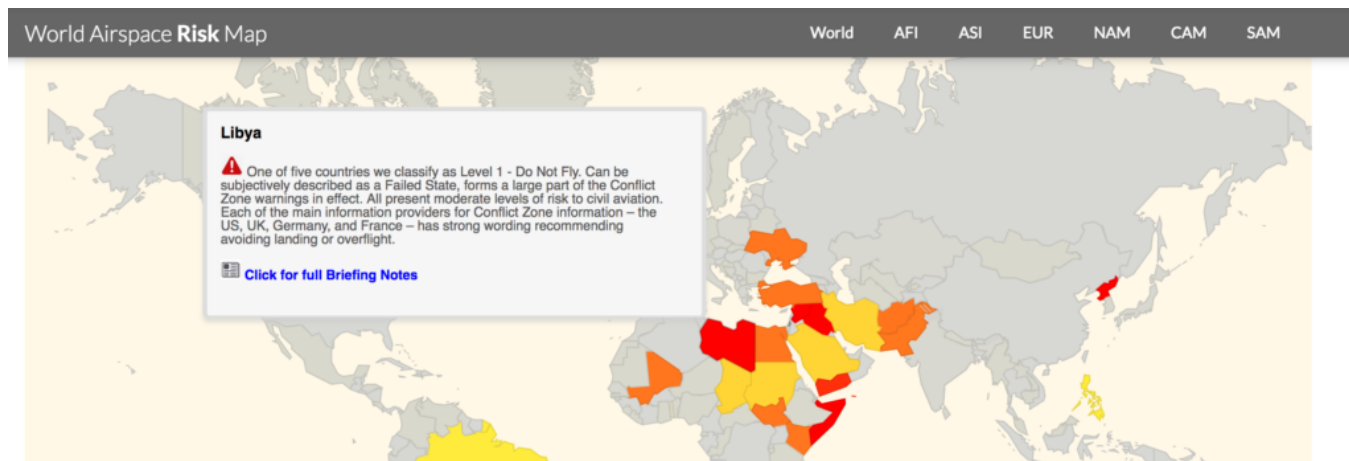 World Airspace Risk Map
World AFI ASI EUR NAM CAM SAM
Libya
One of five countries we classify as Level 1 - Do Not Fly. Can be
subjectively described as a Failed State, forms a large part of the Conflict
Zone warnings in effect. All present moderate levels of risk to civil aviation.
Each of the main information providers for Conflict Zone information – the
US, UK, Germany, and France – has strong wording recommending
avoiding landing or overflight.
Click for full Briefing Notes